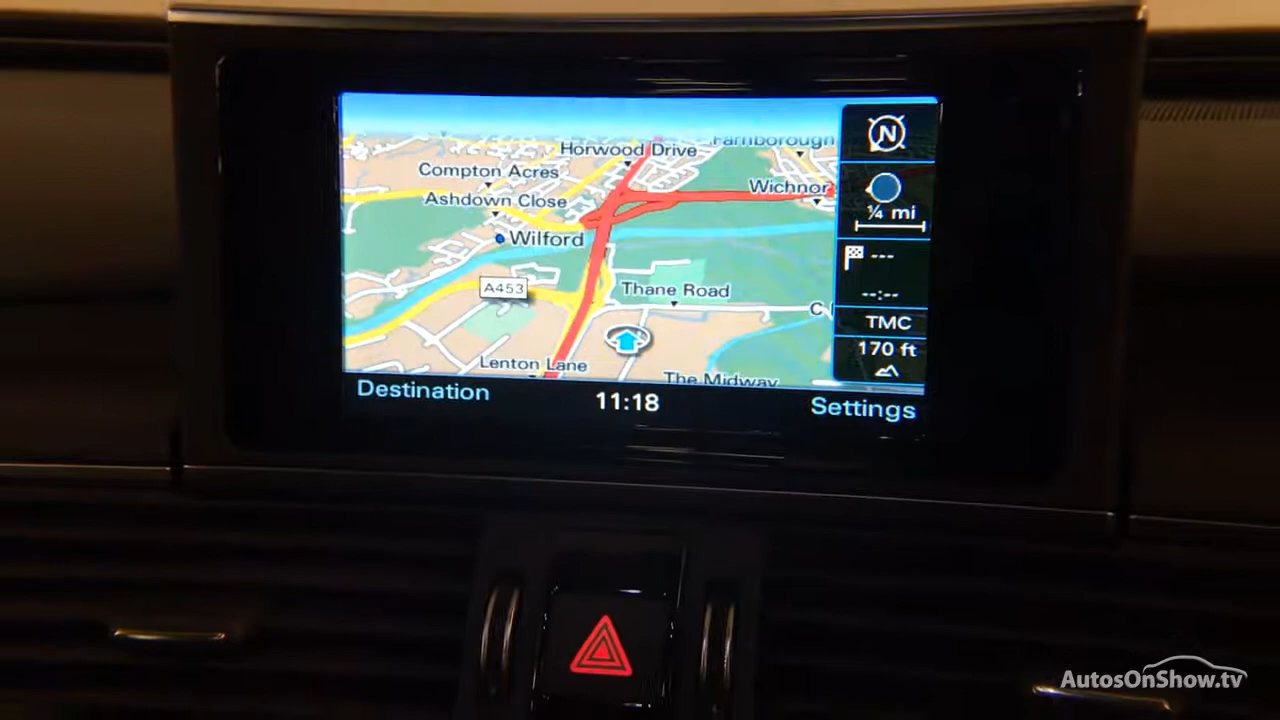 Farnborough
Horwood Drive
Compton Acres
Wichnor
Ashdown Close
Wilford
A453
Thane Road
Lenton Lane
The Midway
N
¼ mi
---
--:--
TMC
170 ft
Destination
11:18
Settings
AutosOnShow.tv